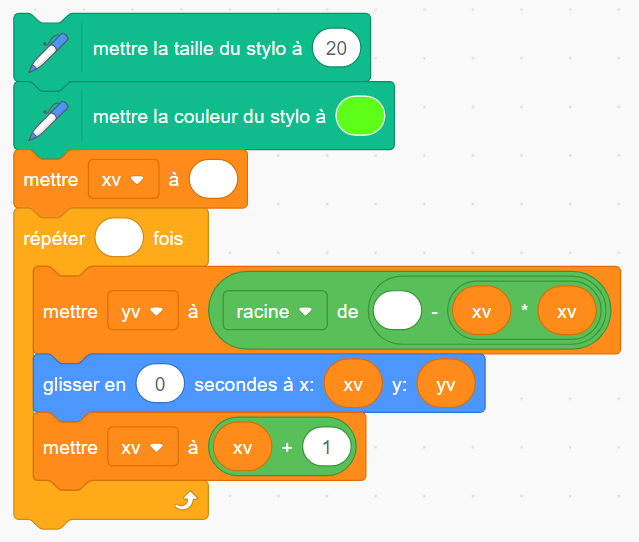 mettre la taille du stylo à 20
mettre la couleur du stylo à
mettre xv à
répéter fois
mettre yv à racine de - xv * xv
glisser en 0 secondes à x: xv y: yv
mettre xv à xv + 1